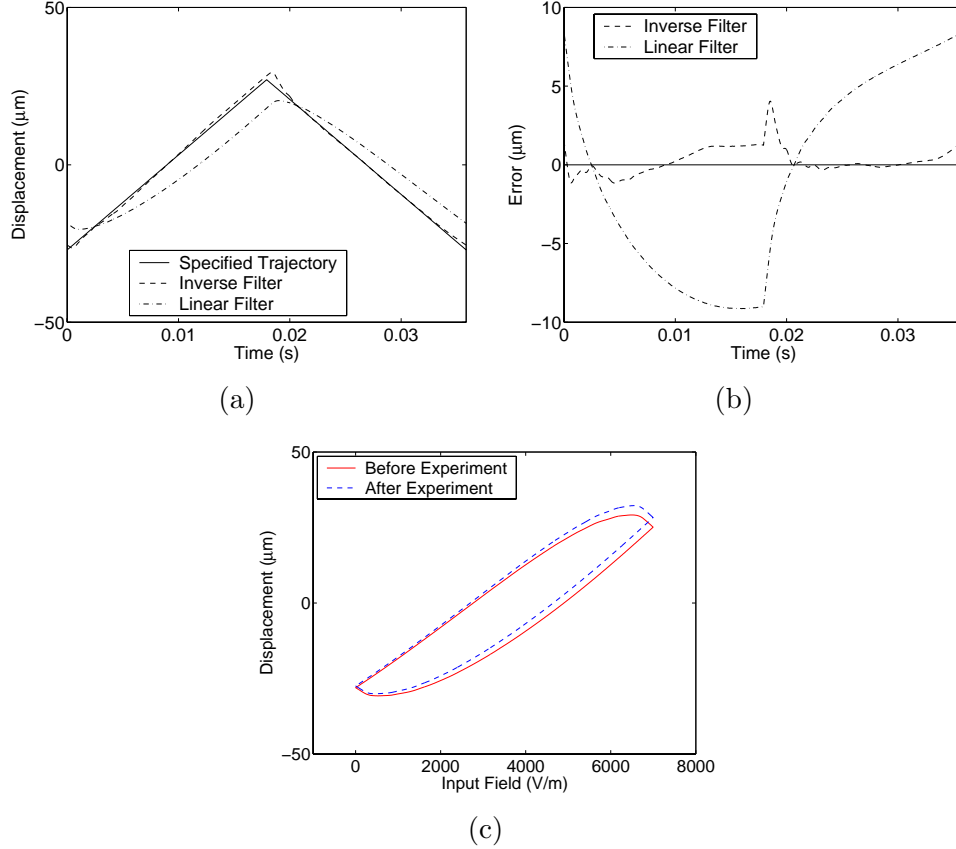 50
0
−50
Displacement (μm)
0
0.01
0.02
0.03
Time (s)
Specified Trajectory
Inverse Filter
Linear Filter
(a)
10
5
0
−5
−10
Error (μm)
0
0.01
0.02
0.03
Time (s)
Inverse Filter
Linear Filter
(b)
50
0
−50
Displacement (μm)
0
2000
4000
6000
8000
Input Field (V/m)
Before Experiment
After Experiment
(c)